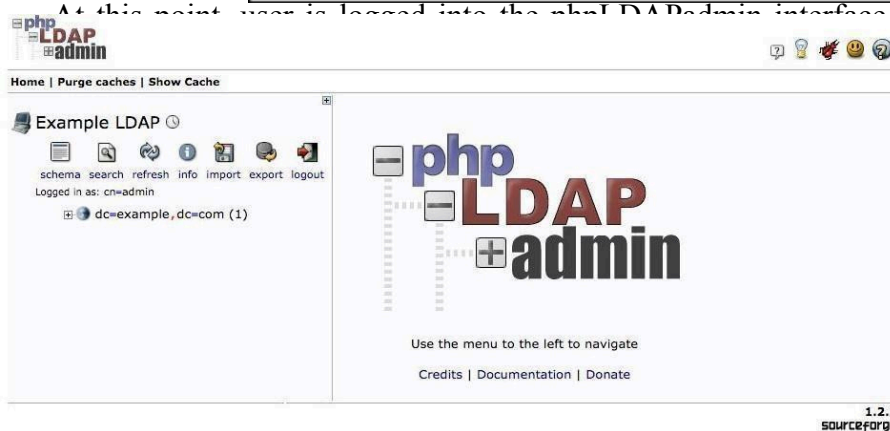 At this point, user is logged into the phpLDAPadmin interface
php
LDAP
admin
Home | Purge caches | Show Cache
Example LDAP
schema search refresh info import export logout
Logged in as: cn=admin
dc=example,dc=com (1)
php
LDAP
admin
Use the menu to the left to navigate
Credits | Documentation | Donate
1.2.
sourceforg